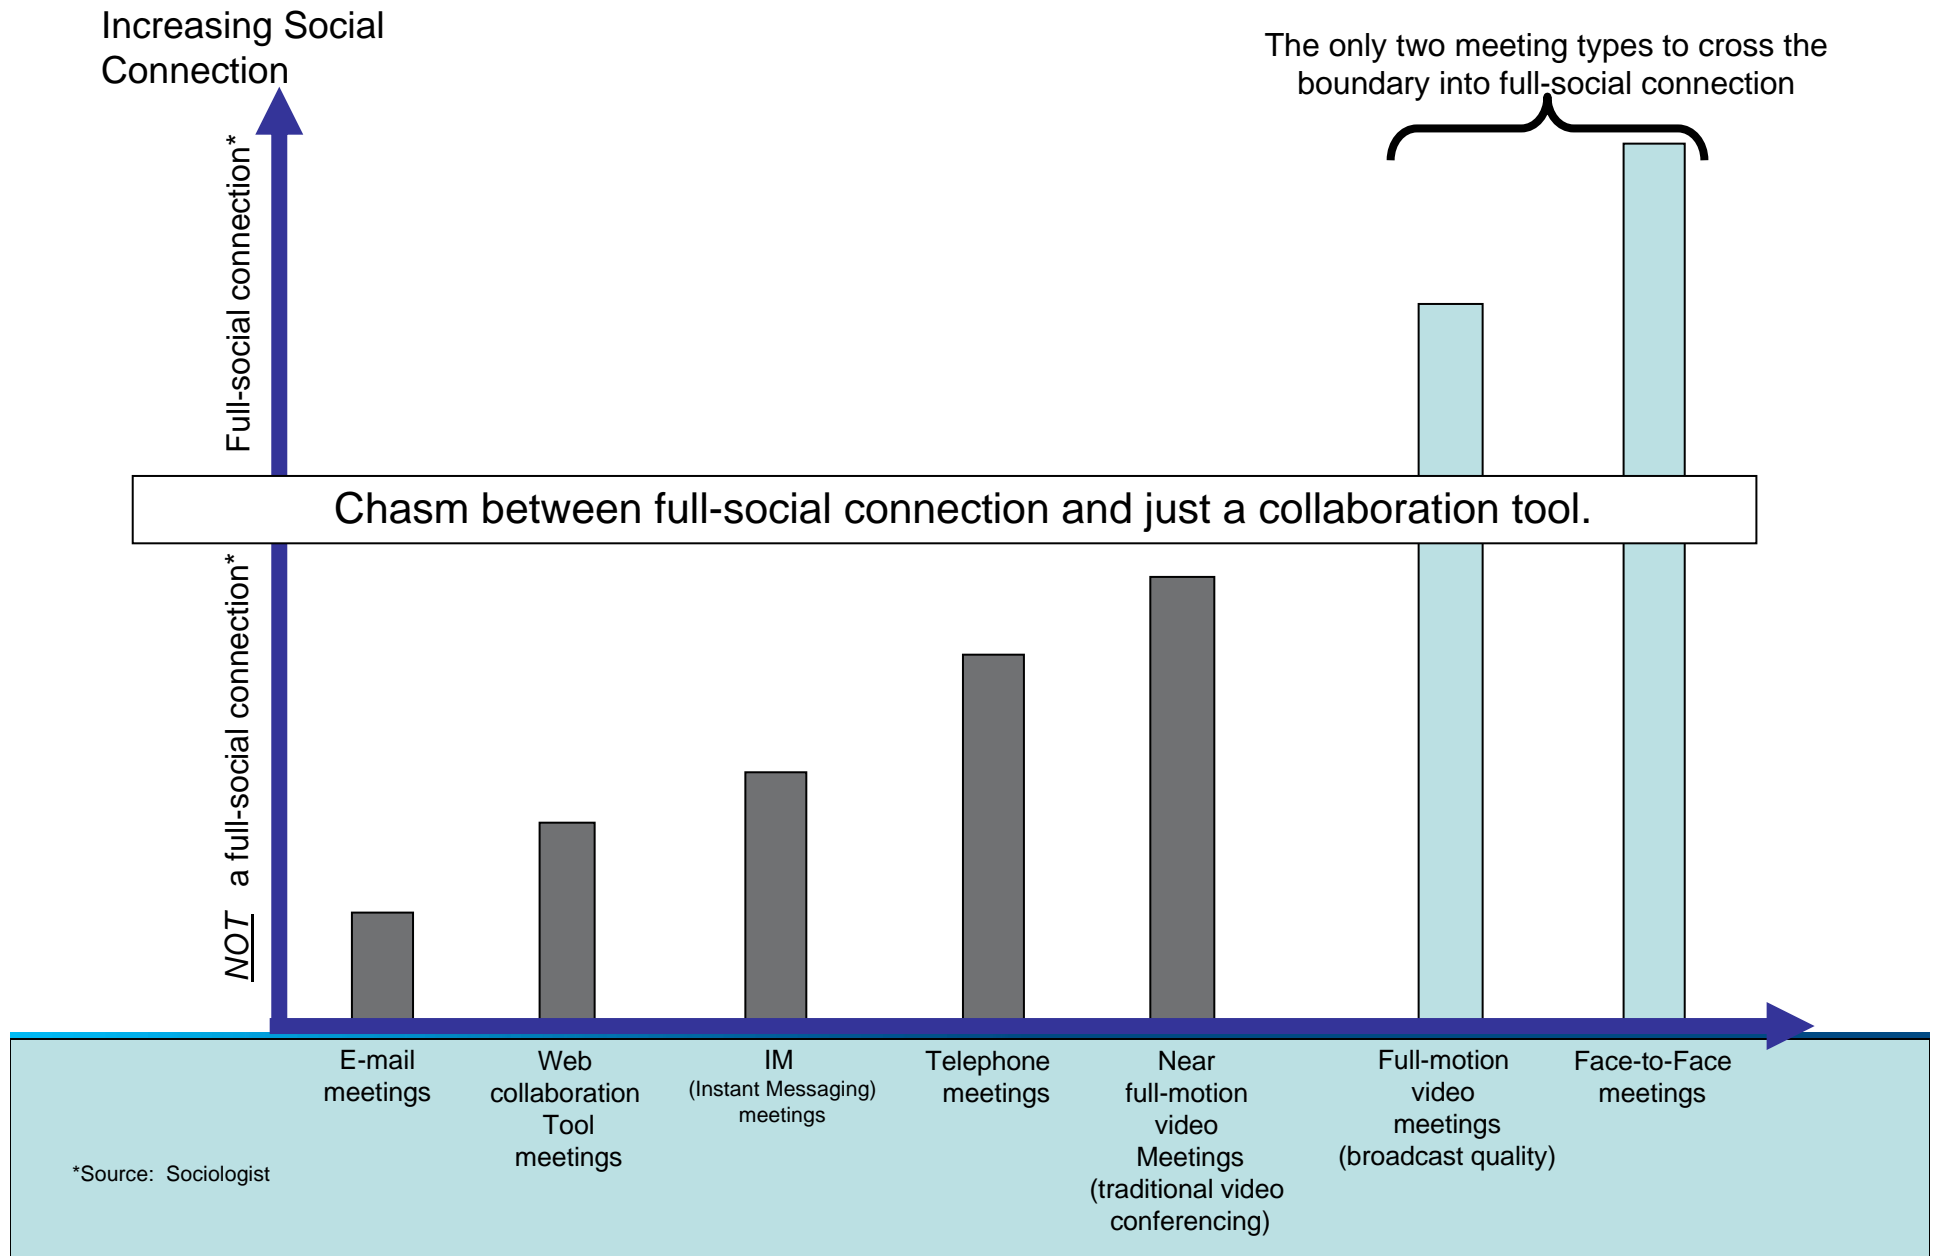 Increasing Social
Connection
The only two meeting types to cross the
boundary into full-social connection
Full-social connection*
Chasm between full-social connection and just a collaboration tool.
NOT a full-social connection*
E-mail
meetings
Web
collaboration
Tool
meetings
IM
(Instant Messaging)
meetings
Telephone
meetings
Near
full-motion
video
Meetings
(traditional video
conferencing)
Full-motion
video
meetings
(broadcast quality)
Face-to-Face
meetings
*Source: Sociologist